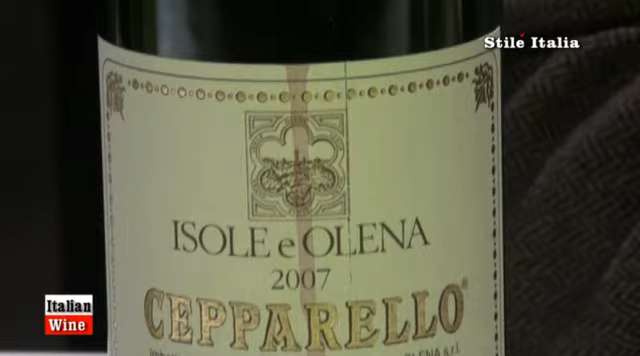 Stile Italia
ISOLE e OLENA
2007
CEPPARELLO®
Italian
Wine